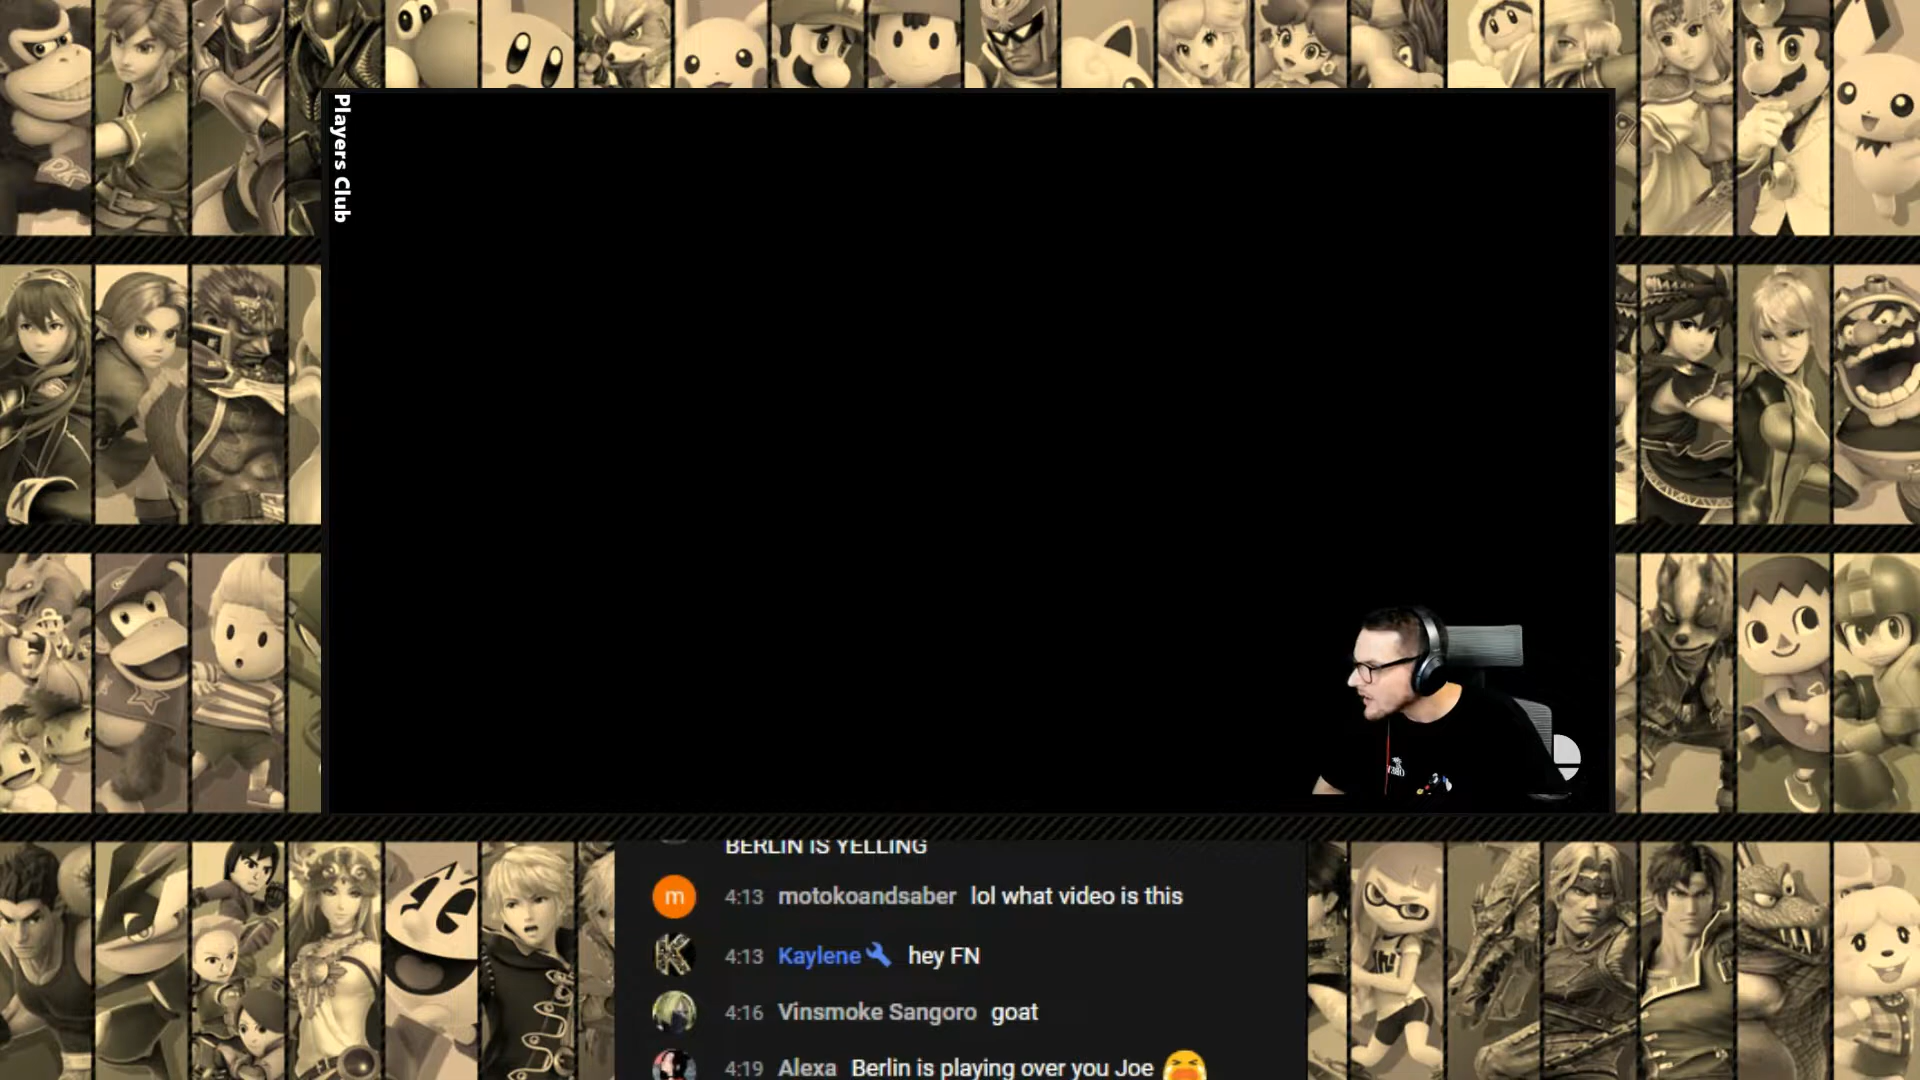 Players Club
BERLIN IS YELLING
m
4:13 motokoandsaber lol what video is this
K
4:13 Kaylene hey FN
4:16 Vinsmoke Sangoro goat
4:19 Alexa Berlin is playing over you Joe